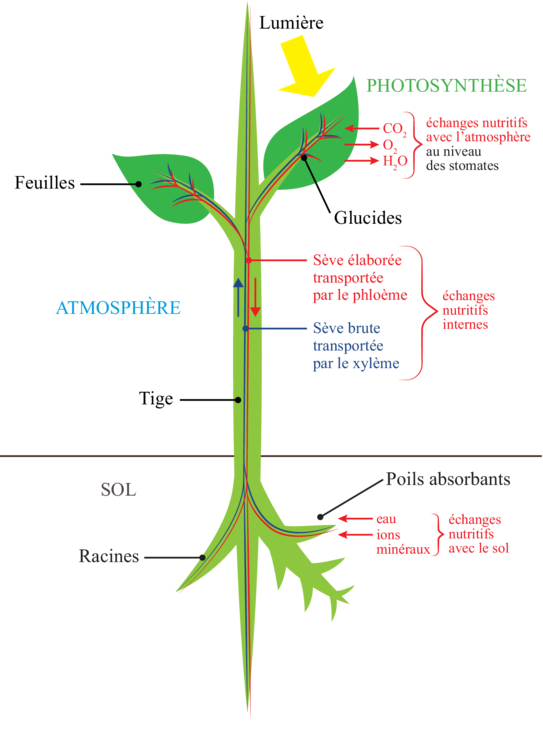 Lumière
PHOTOSYNTHÈSE
CO2
O2
H2O
échanges nutritifs
avec l’atmosphère
au niveau
des stomates
Feuilles
Glucides
Sève élaborée
transportée
par le phloème
échanges
nutritifs
internes
ATMOSPHÈRE
Sève brute
transportée
par le xylème
Tige
SOL
Poils absorbants
eau
ions
minéraux
échanges
nutritifs
avec le sol
Racines